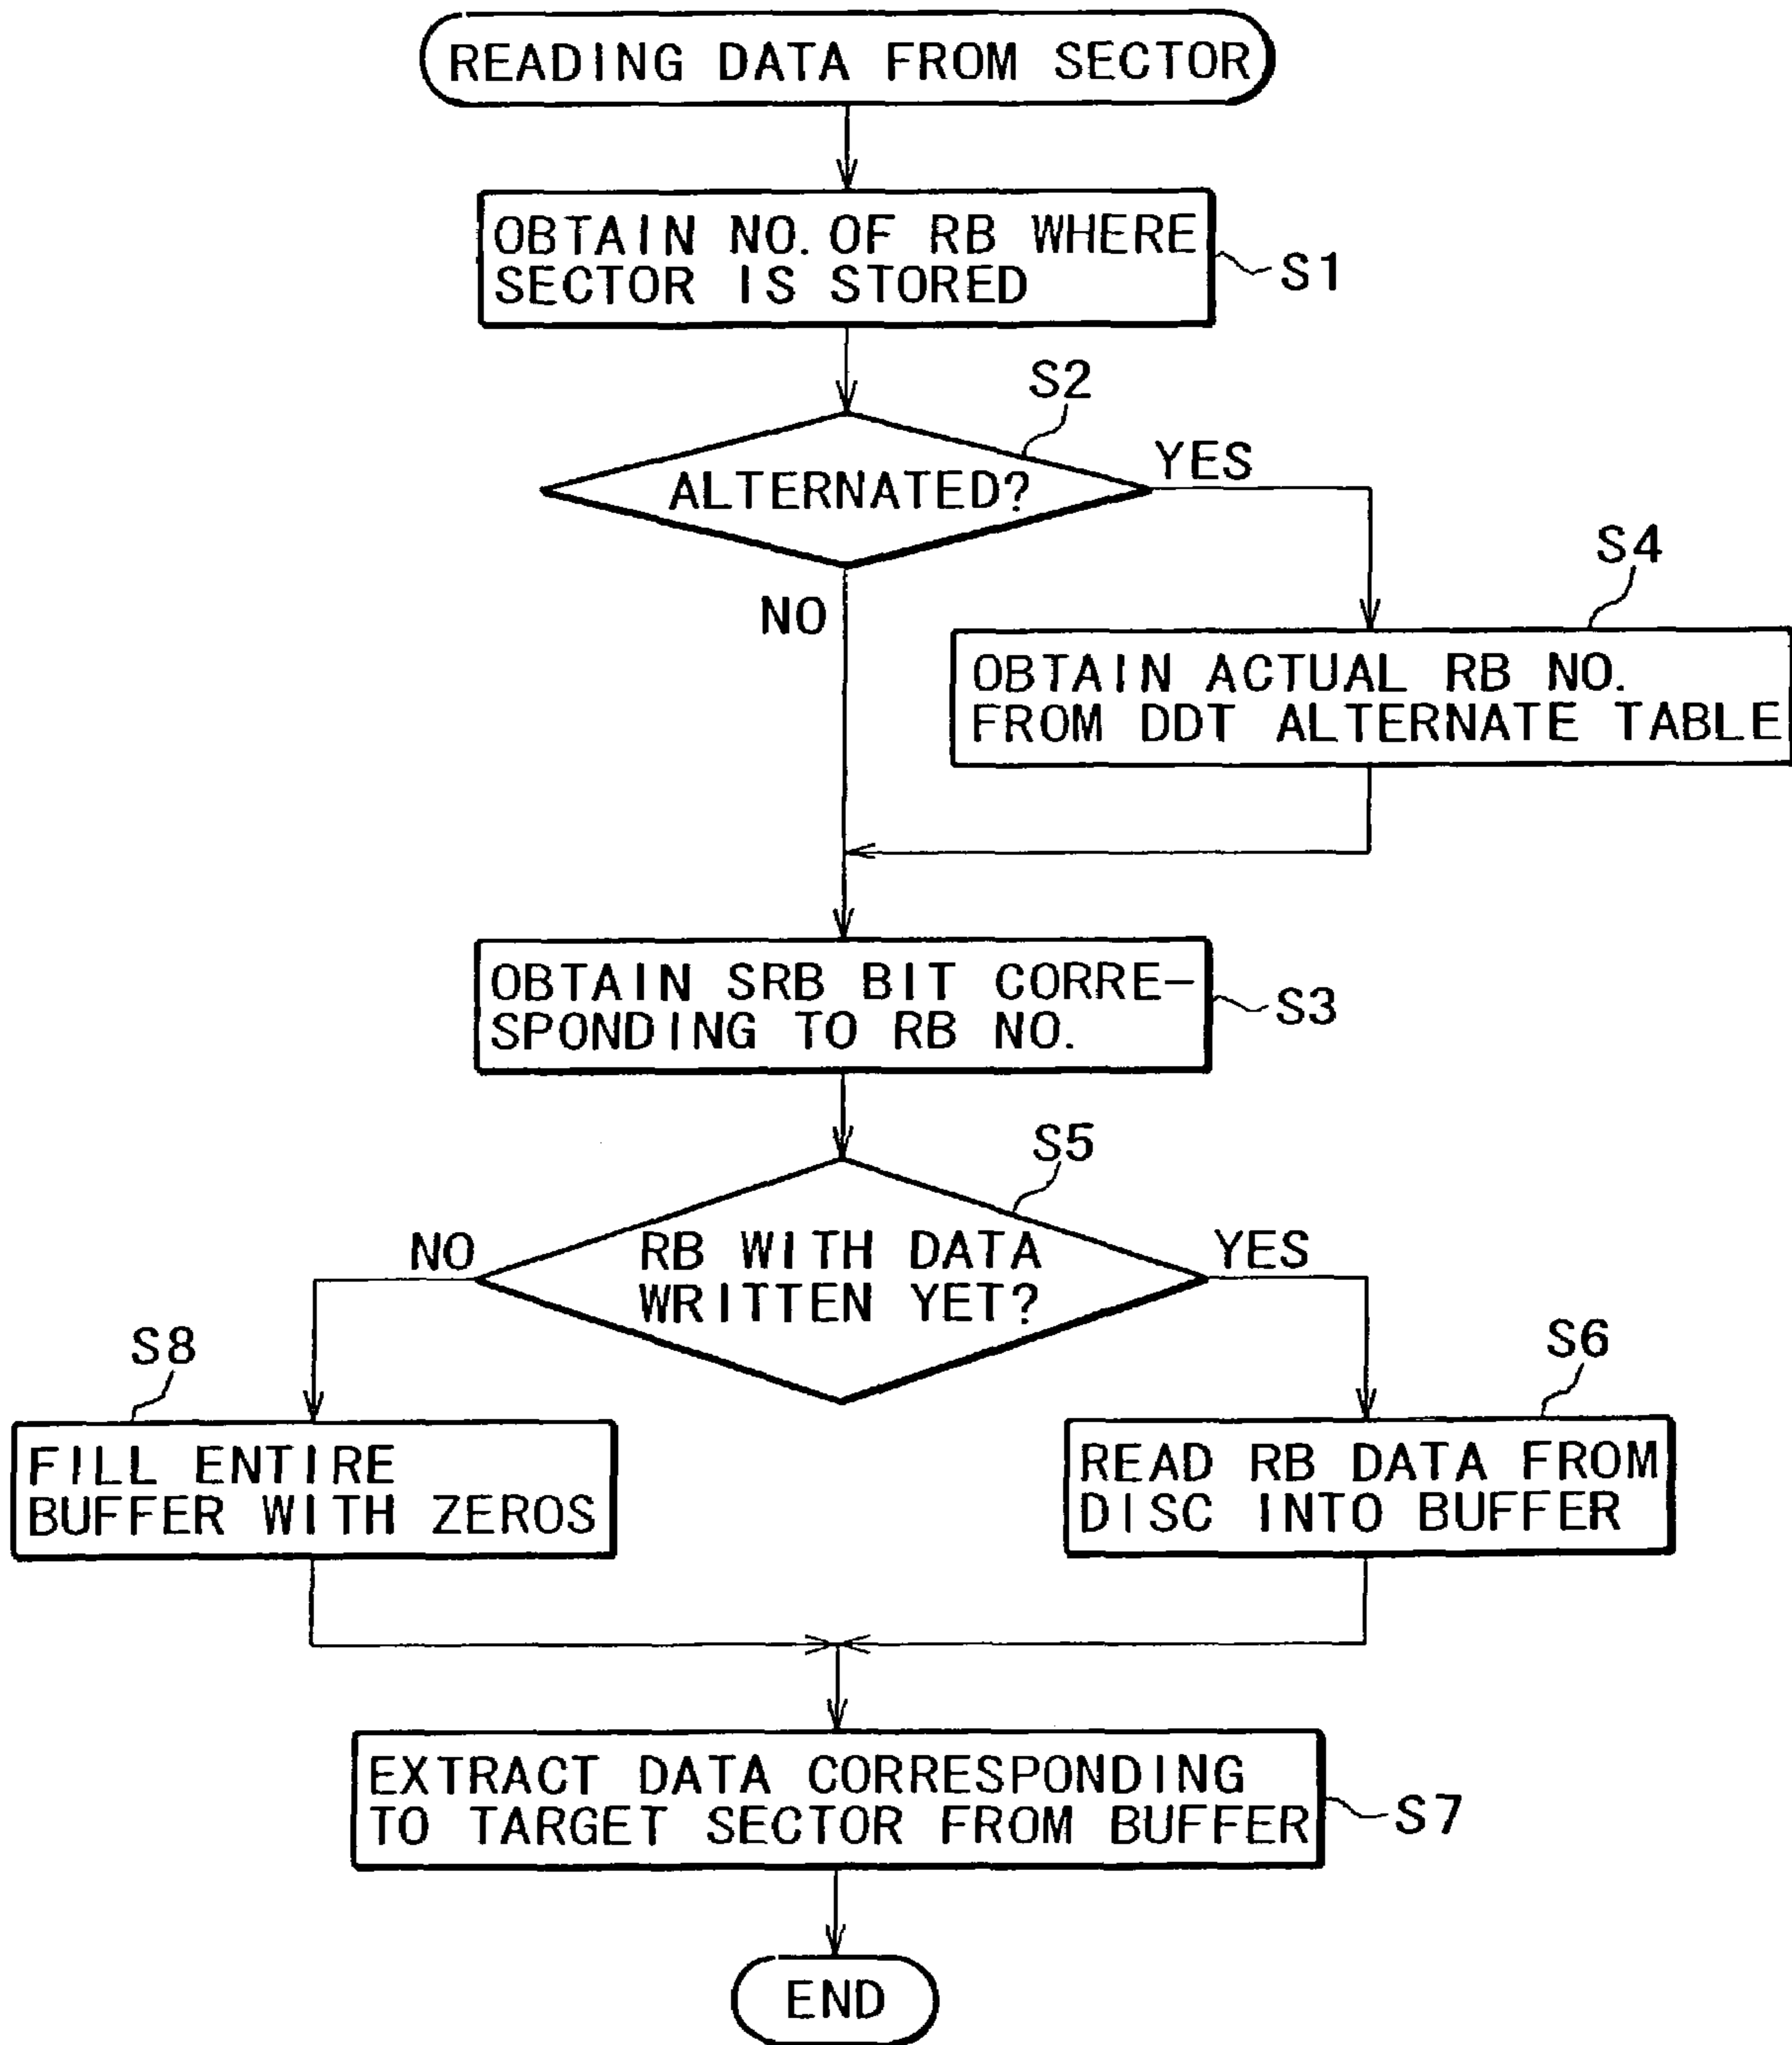 READING DATA FROM SECTOR
OBTAIN NO. OF RB WHERE
SECTOR IS STORED
S1
S2
ALTERNATED?
YES
NO
S4
OBTAIN ACTUAL RB NO.
FROM DDT ALTERNATE TABLE
OBTAIN SRB BIT CORRE-
SPONDING TO RB NO.
S3
S5
RB WITH DATA
WRITTEN YET?
NO
YES
S8
FILL ENTIRE
BUFFER WITH ZEROS
S6
READ RB DATA FROM
DISC INTO BUFFER
EXTRACT DATA CORRESPONDING
TO TARGET SECTOR FROM BUFFER
S7
END